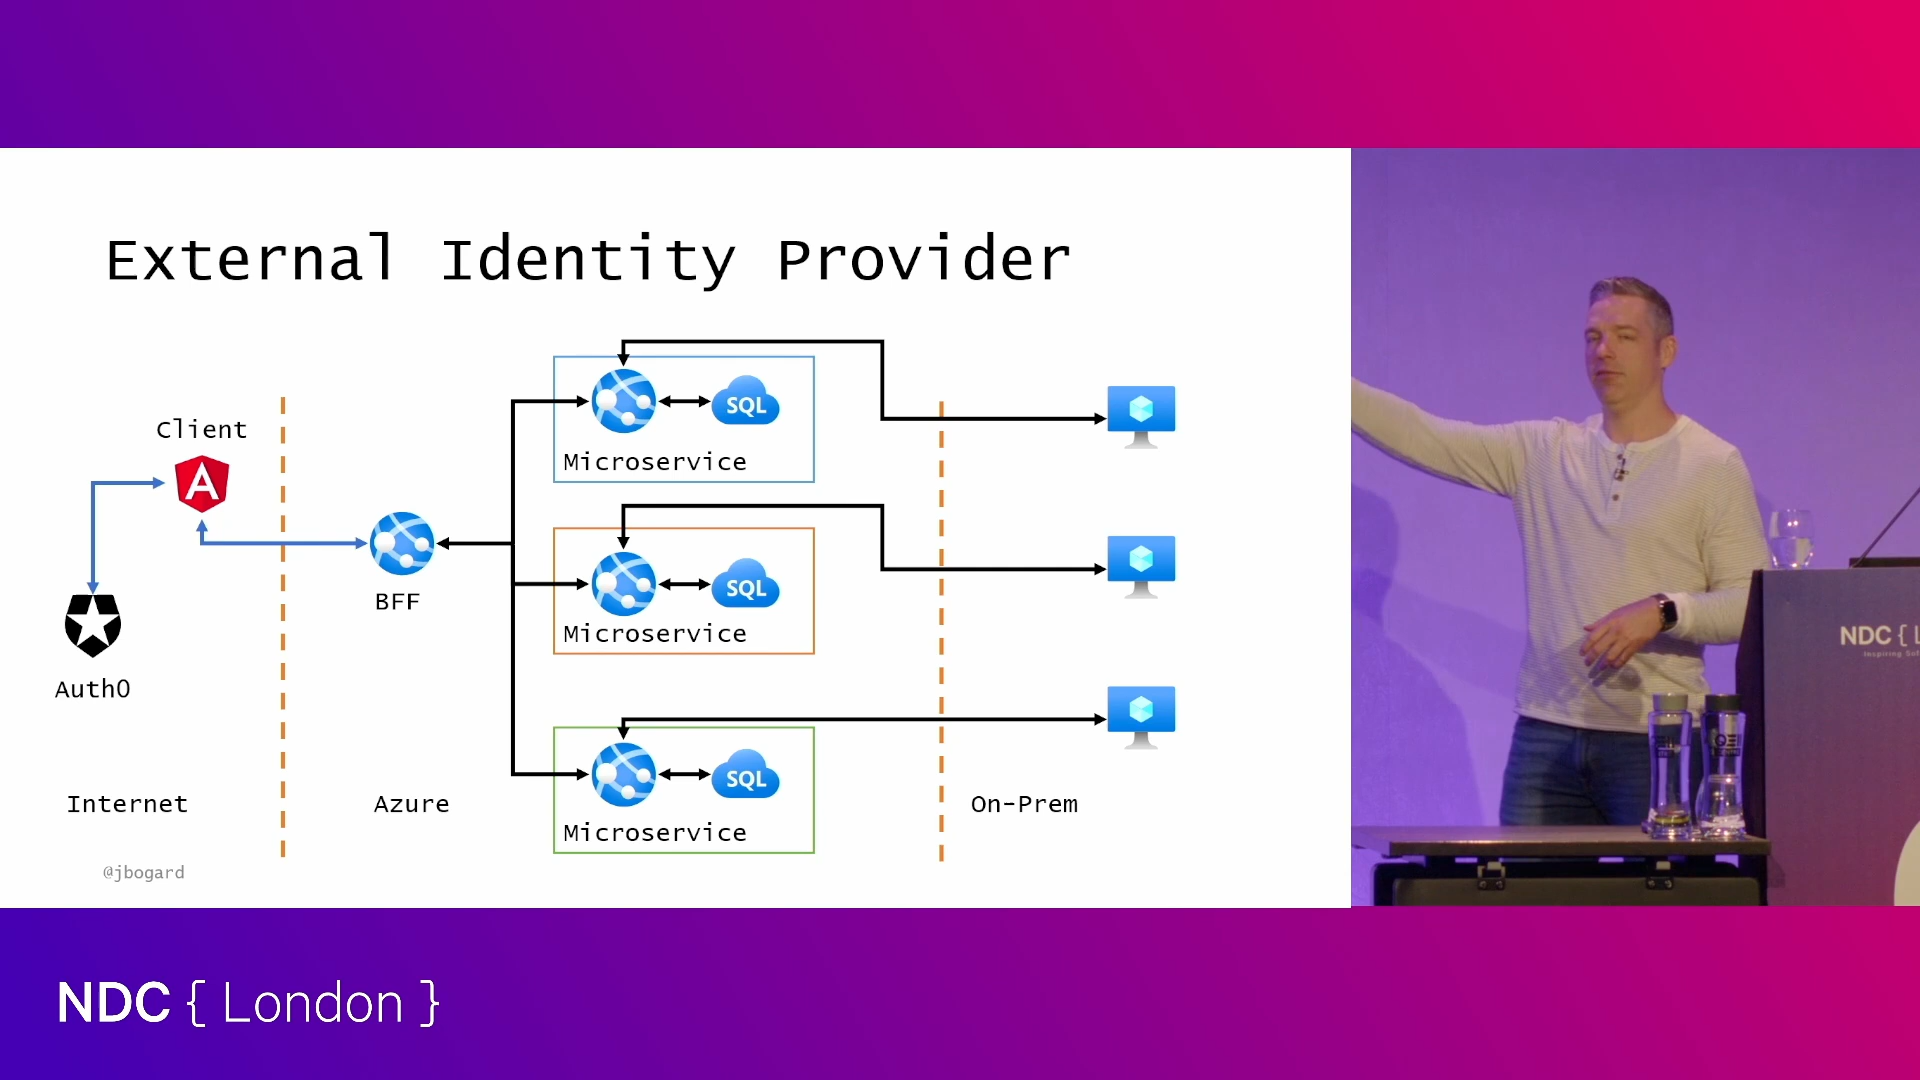 External Identity Provider
Client
SQL
Microservice
BFF
SQL
Microservice
Auth0
SQL
Microservice
Internet
Azure
On-Prem
@jbogard
NDC {
Inspiring
NDC { London }